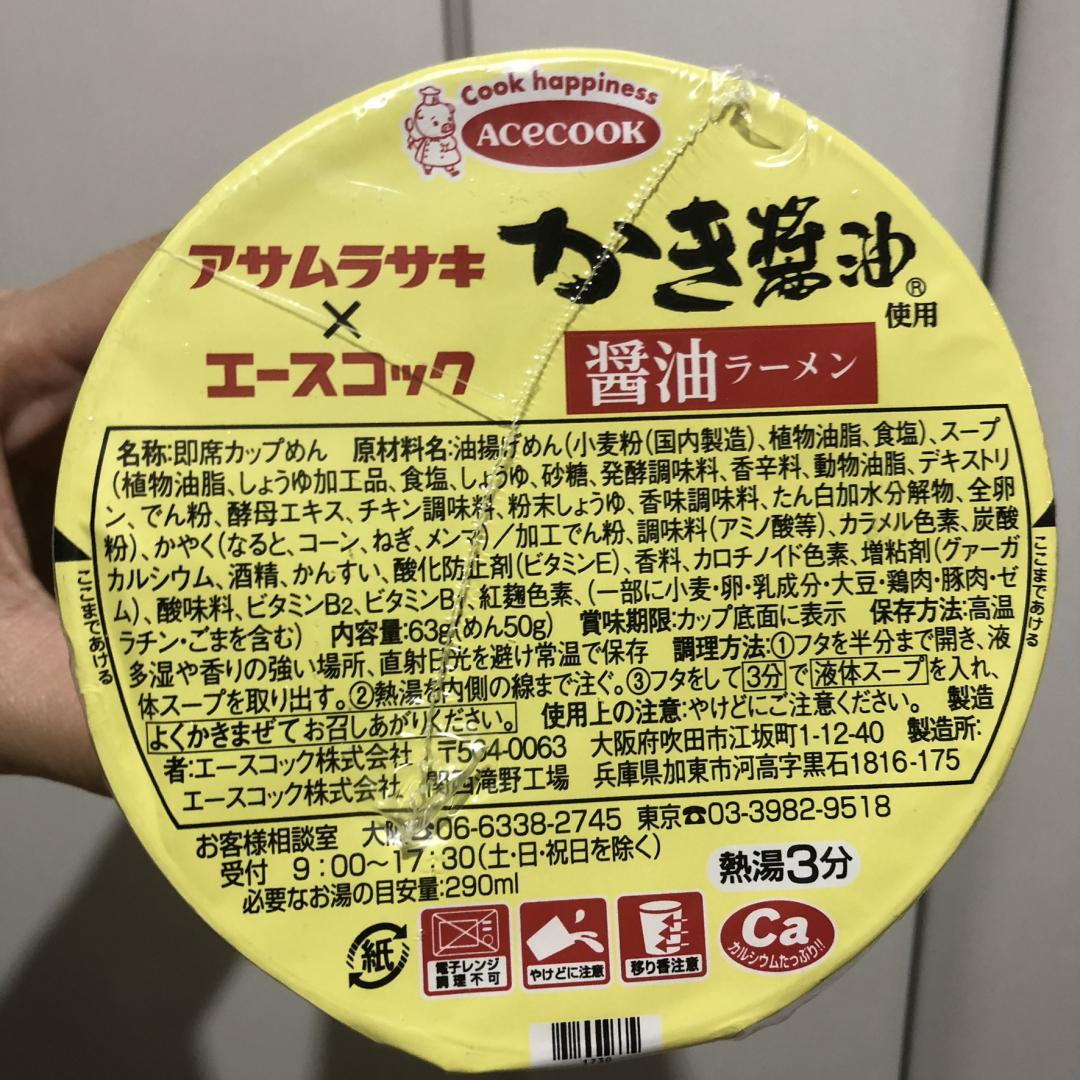 Cook happiness
ACECOOK
アサムラサキ
×
エースコック
かき醤油®
使用
醤油ラーメン
名称:即席カップめん　原材料名:油揚げめん(小麦粉(国内製造)、植物油脂、食塩)、スープ
(植物油脂、しょうゆ加工品、食塩、しょうゆ、砂糖、発酵調味料、香辛料、動物油脂、デキストリ
ン、でん粉、酵母エキス、チキン調味料、粉末しょうゆ、香味調味料、たん白加水分解物、全卵
粉)、かやく(なると、コーン、ねぎ、メンマ)／加工でん粉、調味料(アミノ酸等)、カラメル色素、炭酸
カルシウム、酒精、かんすい、酸化防止剤(ビタミンE)、香料、カロチノイド色素、増粘剤(グァーガ
ム)、酸味料、ビタミンB2、ビタミンB1、紅麹色素、(一部に小麦・卵・乳成分・大豆・鶏肉・豚肉・ゼ
ラチン・ごまを含む)　内容量:63g(めん50g)　賞味期限:カップ底面に表示　保存方法:高温
多湿や香りの強い場所、直射日光を避け常温で保存　調理方法:①フタを半分まで開き、液
体スープを取り出す。②熱湯を内側の線まで注ぐ。③フタをして3分で液体スープを入れ、
よくかきまぜてお召しあがりください。　使用上の注意:やけどにご注意ください。　製造
者:エースコック株式会社　〒564-0063　大阪府吹田市江坂町1-12-40　製造所:
エースコック株式会社　関西滝野工場　兵庫県加東市河高字黒石1816-175
ここまであける
ここまであける
お客様相談室　大阪☎06-6338-2745　東京☎03-3982-9518
受付　9:00〜17:30(土・日・祝日を除く)
必要なお湯の目安量:290ml
熱湯3分
紙
電子レンジ
調理不可
やけどに注意
移り香注意
Ca
カルシウムたっぷり!!